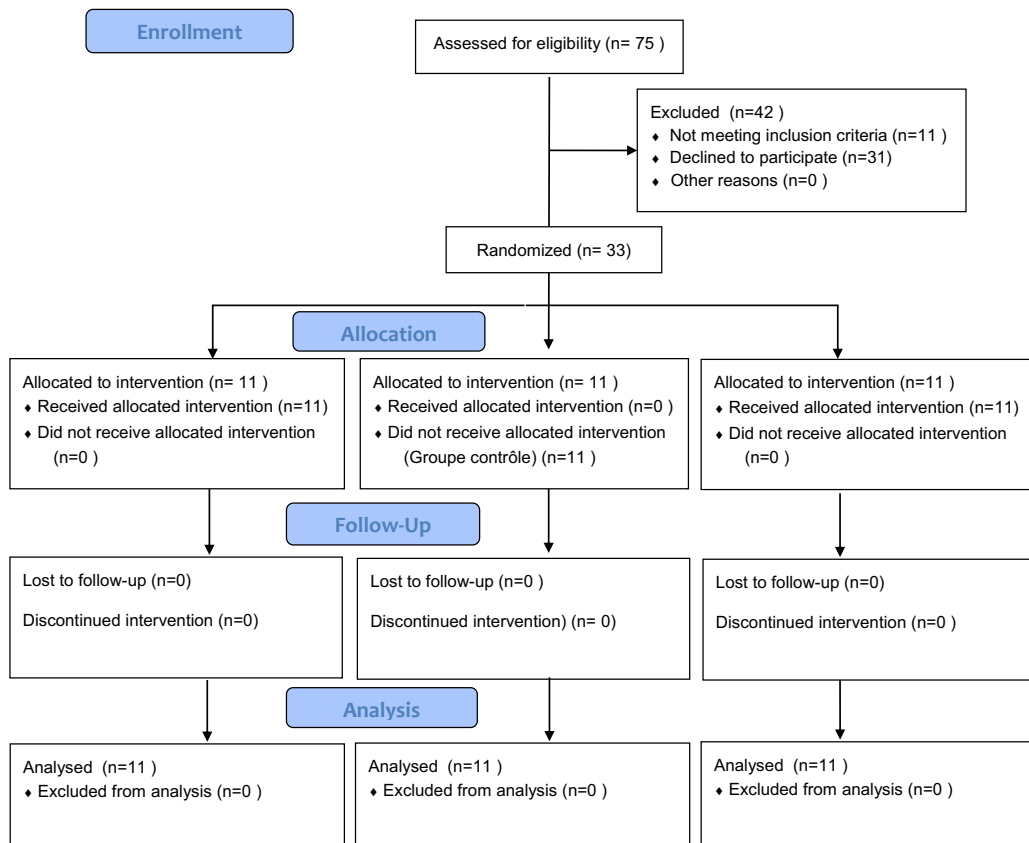 Enrollment
Assessed for eligibility (n= 75 )
Excluded (n=42 )
♦ Not meeting inclusion criteria (n=11 )
♦ Declined to participate (n=31)
♦ Other reasons (n=0 )
Randomized (n= 33)
Allocation
Allocated to intervention (n= 11 )
♦ Received allocated intervention (n=11)
♦ Did not receive allocated intervention
(n=0 )
Allocated to intervention (n= 11 )
♦ Received allocated intervention (n=0 )
♦ Did not receive allocated intervention
(Groupe contrôle) (n=11 )
Allocated to intervention (n=11 )
♦ Received allocated intervention (n=11)
♦ Did not receive allocated intervention
(n=0 )
Follow-Up
Lost to follow-up (n=0)
Discontinued intervention (n=0)
Lost to follow-up (n=0 )
Discontinued intervention) (n= 0)
Lost to follow-up (n=0)
Discontinued intervention (n=0 )
Analysis
Analysed (n=11 )
♦ Excluded from analysis (n=0 )
Analysed (n=11 )
♦ Excluded from analysis (n=0 )
Analysed (n=11 )
♦ Excluded from analysis (n=0 )